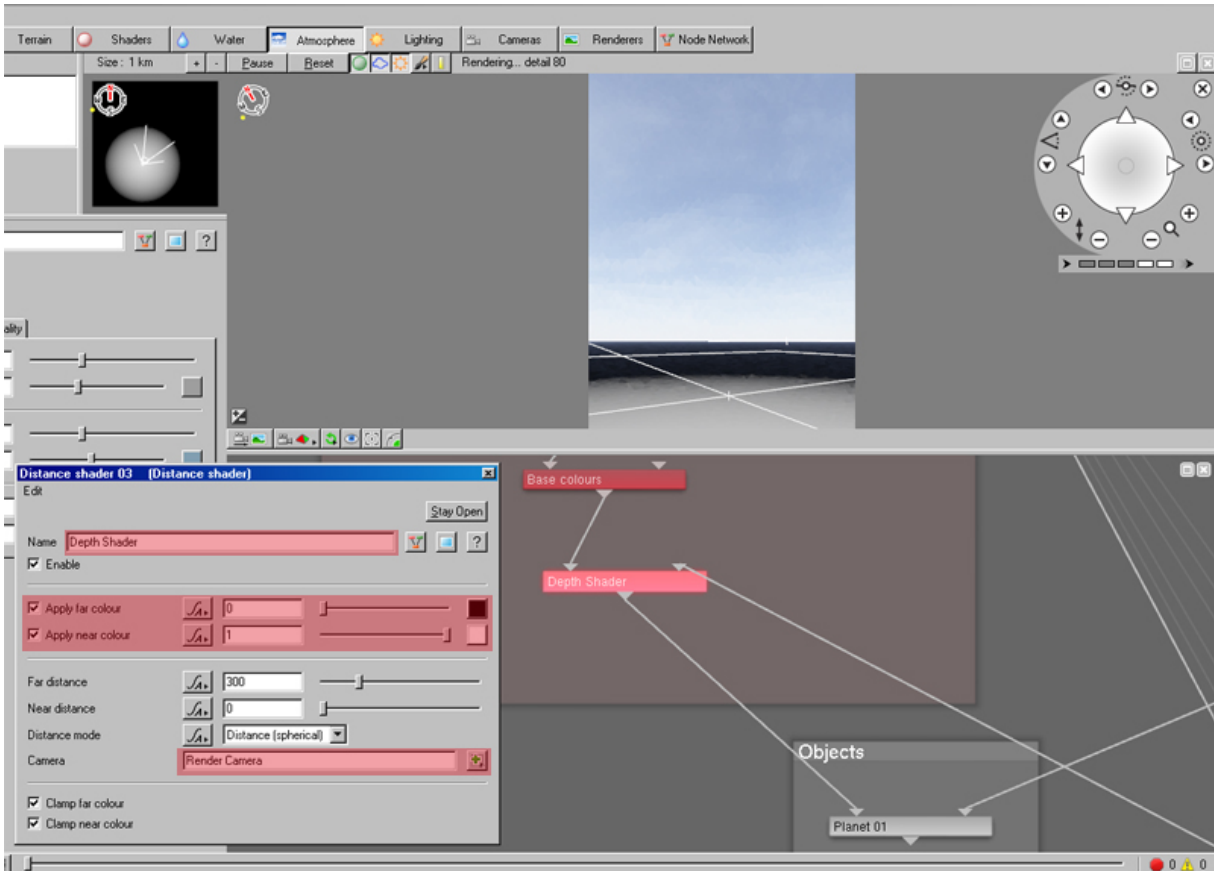 Terrain Shaders Water Atmosphere Lighting Cameras Renderers Node Network
Size : 1 km + - Pause Reset Rendering... detail 80
ality
Distance shader 03 (Distance shader)
Edit
Stay Open
Name Depth Shader ?
Enable
Apply far colour 0
Apply near colour 1
Far distance 300
Near distance 0
Distance mode Distance (spherical)
Camera Render Camera
Clamp far colour
Clamp near colour
Base colours
Depth Shader
Objects
Planet 01
0 0